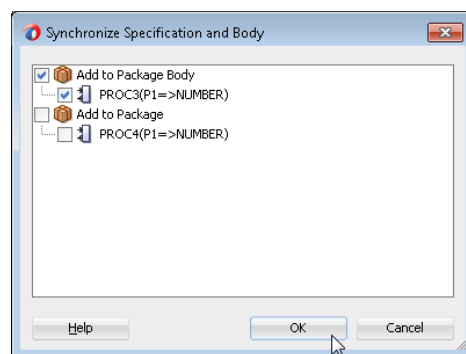 Synchronize Specification and Body
Add to Package Body
PROC3(P1=>NUMBER)
Add to Package
PROC4(P1=>NUMBER)
Help
OK
Cancel